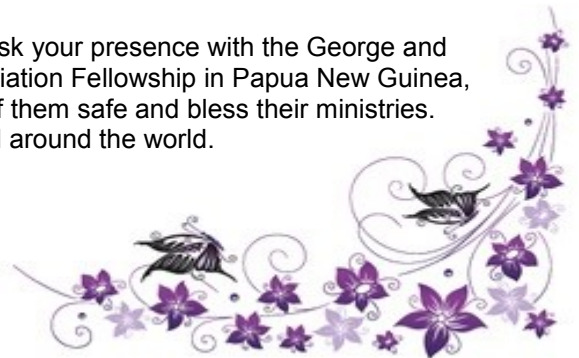 sk your presence with the George and
iation Fellowship in Papua New Guinea,
f them safe and bless their ministries.
l around the world.